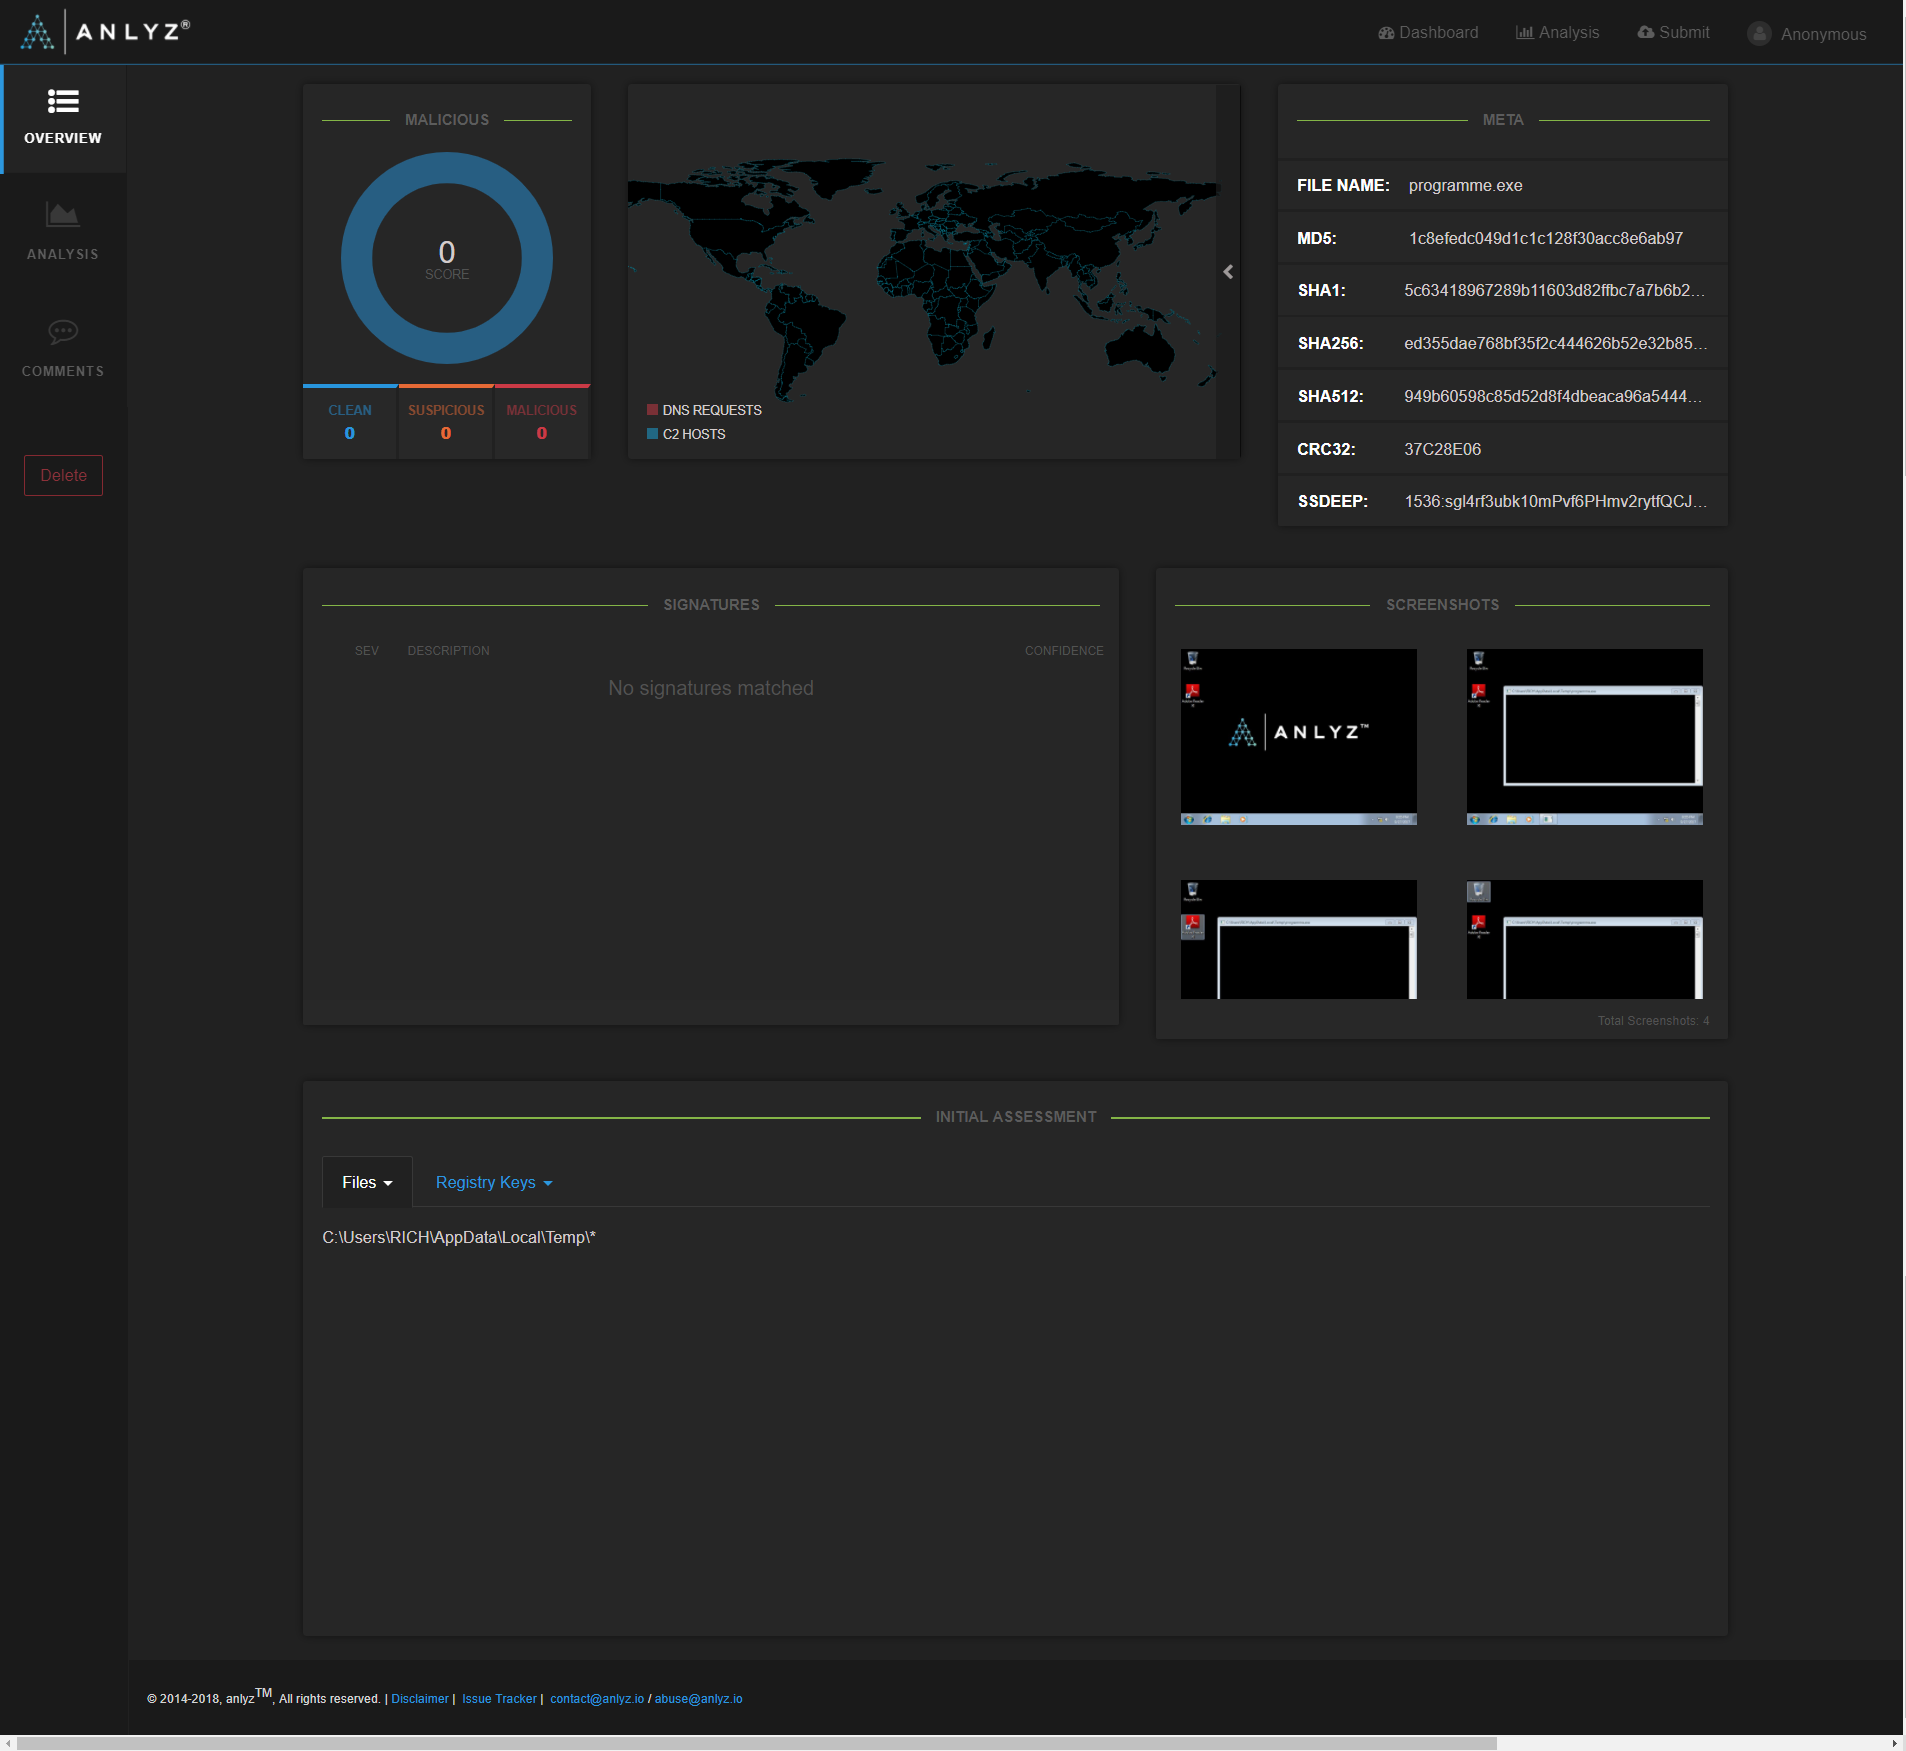 ANLYZ®
Dashboard
Analysis
Submit
Anonymous
OVERVIEW
ANALYSIS
COMMENTS
Delete
MALICIOUS
0
SCORE
CLEAN
0
SUSPICIOUS
0
MALICIOUS
0
DNS REQUESTS
C2 HOSTS
META
FILE NAME: programme.exe
MD5: 1c8efedc049d1c1c128f30acc8e6ab97
SHA1: 5c63418967289b11603d82ffbc7a7b6b2...
SHA256: ed355dae768bf35f2c444626b52e32b85...
SHA512: 949b60598c85d52d8f4dbeaca96a5444...
CRC32: 37C28E06
SSDEEP: 1536:sgl4rf3ubk10mPvf6PHmv2rytfQCJ...
SIGNATURES
SEV DESCRIPTION CONFIDENCE
No signatures matched
SCREENSHOTS
ANLYZ™
Total Screenshots: 4
INITIAL ASSESSMENT
Files
Registry Keys
C:\Users\RICH\AppData\Local\Temp\*
© 2014-2018, anlyzTM, All rights reserved. | Disclaimer | Issue Tracker | contact@anlyz.io / abuse@anlyz.io